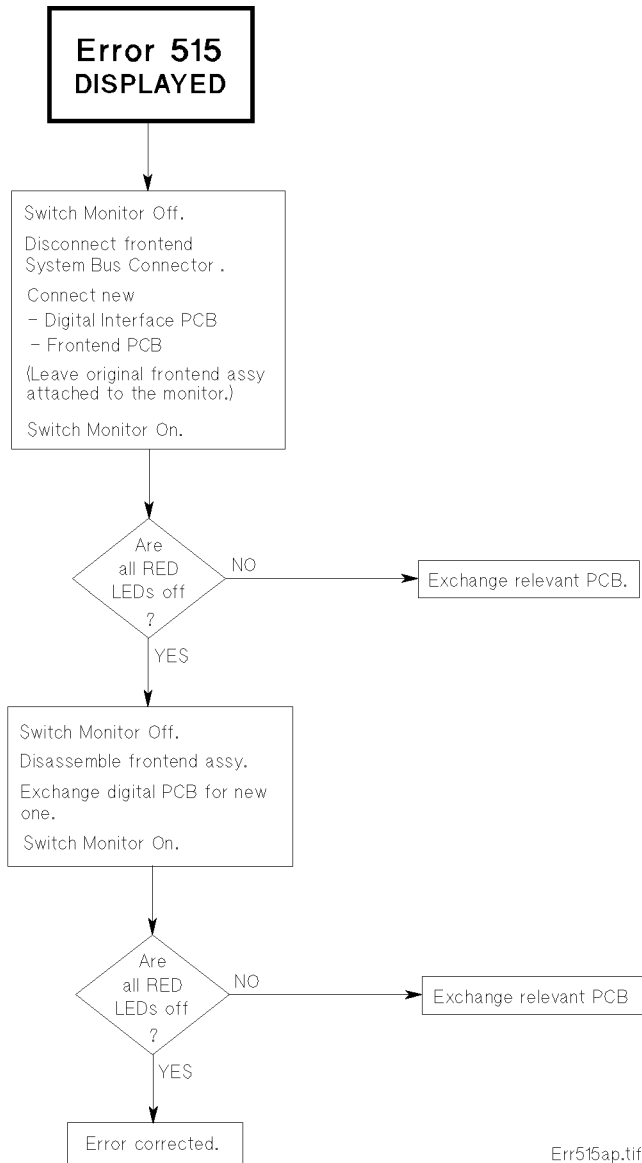 Error 515
DISPLAYED
Switch Monitor Off.
Disconnect frontend
System Bus Connector .
Connect new
- Digital Interface PCB
- Frontend PCB
(Leave original frontend assy
attached to the monitor.)
Switch Monitor On.
Are
all RED
LEDs off
?
NO
Exchange relevant PCB.
YES
Switch Monitor Off.
Disassemble frontend assy.
Exchange digital PCB for new
one.
Switch Monitor On.
Are
all RED
LEDs off
?
NO
Exchange relevant PCB
YES
Error corrected.
Err515ap.tif